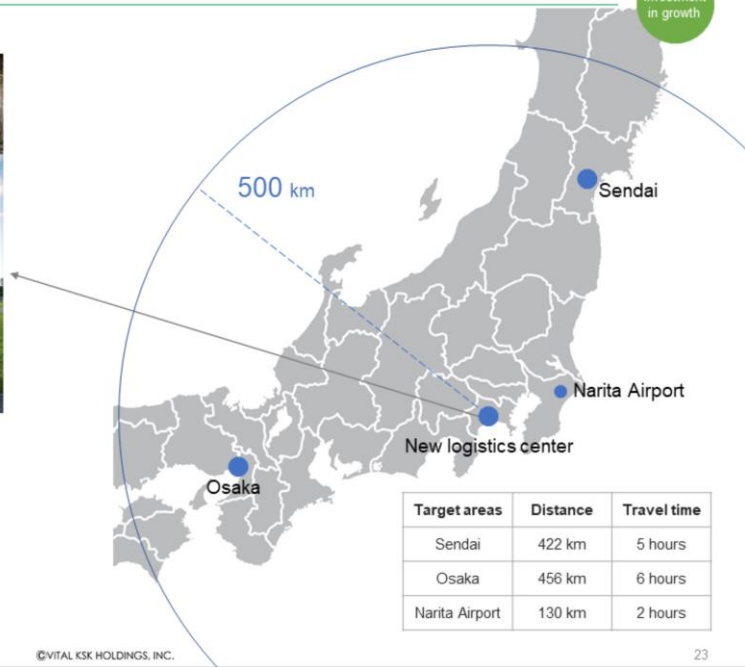 in growth
500 km
Sendai
Narita Airport
New logistics center
Osaka
Target areas Distance Travel time
Sendai 422 km 5 hours
Osaka 456 km 6 hours
Narita Airport 130 km 2 hours
©VITAL KSK HOLDINGS, INC.
23